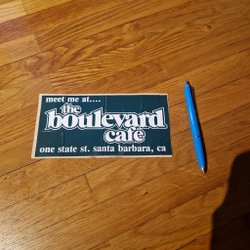 meet me at....
the
boulevard
cafe
one state st. santa barbara, ca